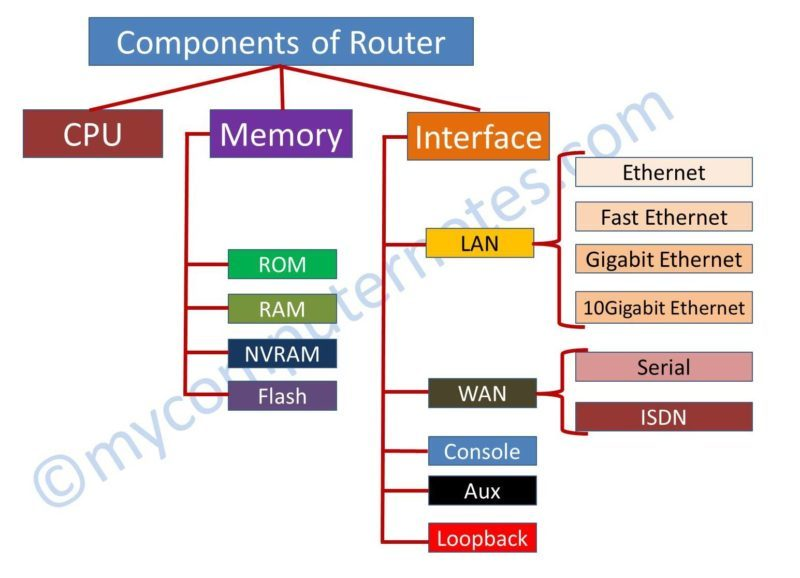 Components of Router
CPU
Memory
Interface
ROM
RAM
NVRAM
Flash
LAN
Ethernet
Fast Ethernet
Gigabit Ethernet
10Gigabit Ethernet
WAN
Serial
ISDN
Console
Aux
Loopback
©mycomputernotes.com